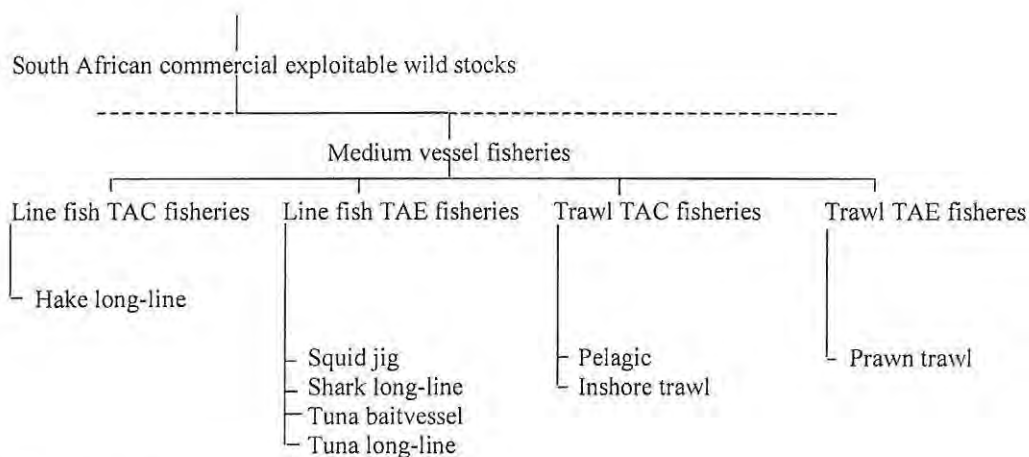 South African commercial exploitable wild stocks
Medium vessel fisheries
Line fish TAC fisheries
Line fish TAE fisheries
Trawl TAC fisheries
Trawl TAE fisheres
Hake long-line
Squid jig
Pelagic
Prawn trawl
Shark long-line
Inshore trawl
Tuna baitvessel
Tuna long-line